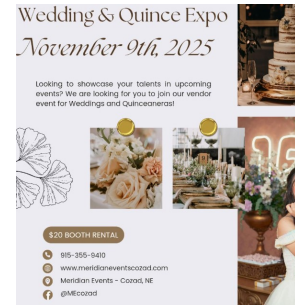 Wedding & Quince Expo
November 9th, 2025
Looking to showcase your talents in upcoming
events? We are looking for you to join our vendor
event for Weddings and Quinceaneras!
$20 BOOTH RENTAL
915-355-9410
www.meridianeventscozad.com
Meridian Events - Cozad, NE
@MEcozad